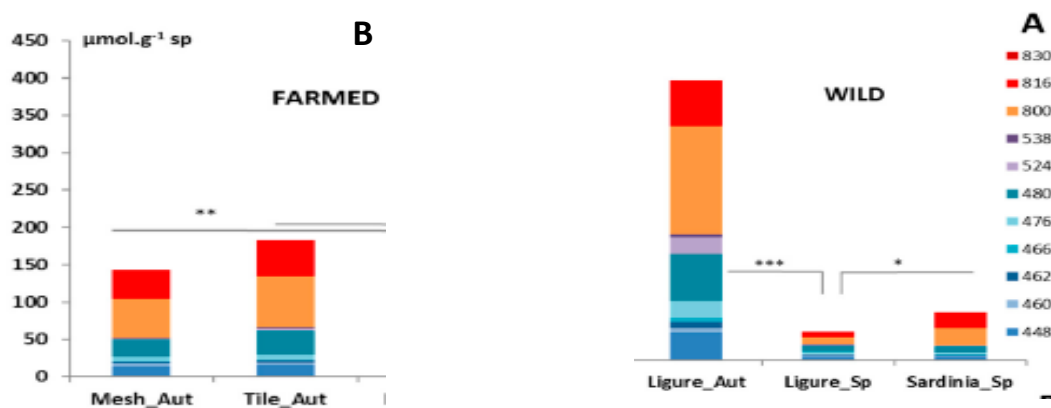 450
µmol.g⁻¹ sp
B
400
350
300
250
200
150
100
50
0
FARMED
**
Mesh_Aut
Tile_Aut
A
WILD
830
816
800
538
524
480
476
466
462
460
448
***
*
Ligure_Aut
Ligure_Sp
Sardinia_Sp